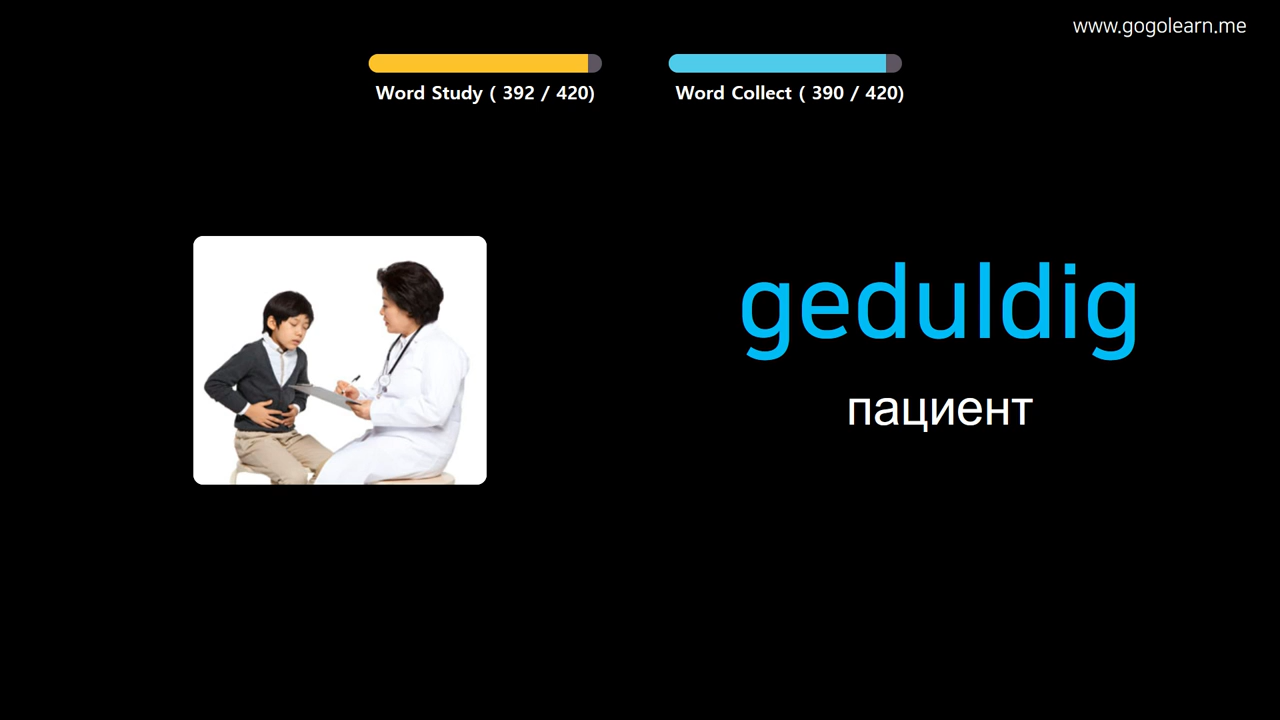 www.gogolearn.me
Word Study ( 392 / 420)
Word Collect ( 390 / 420)
geduldig
пациент